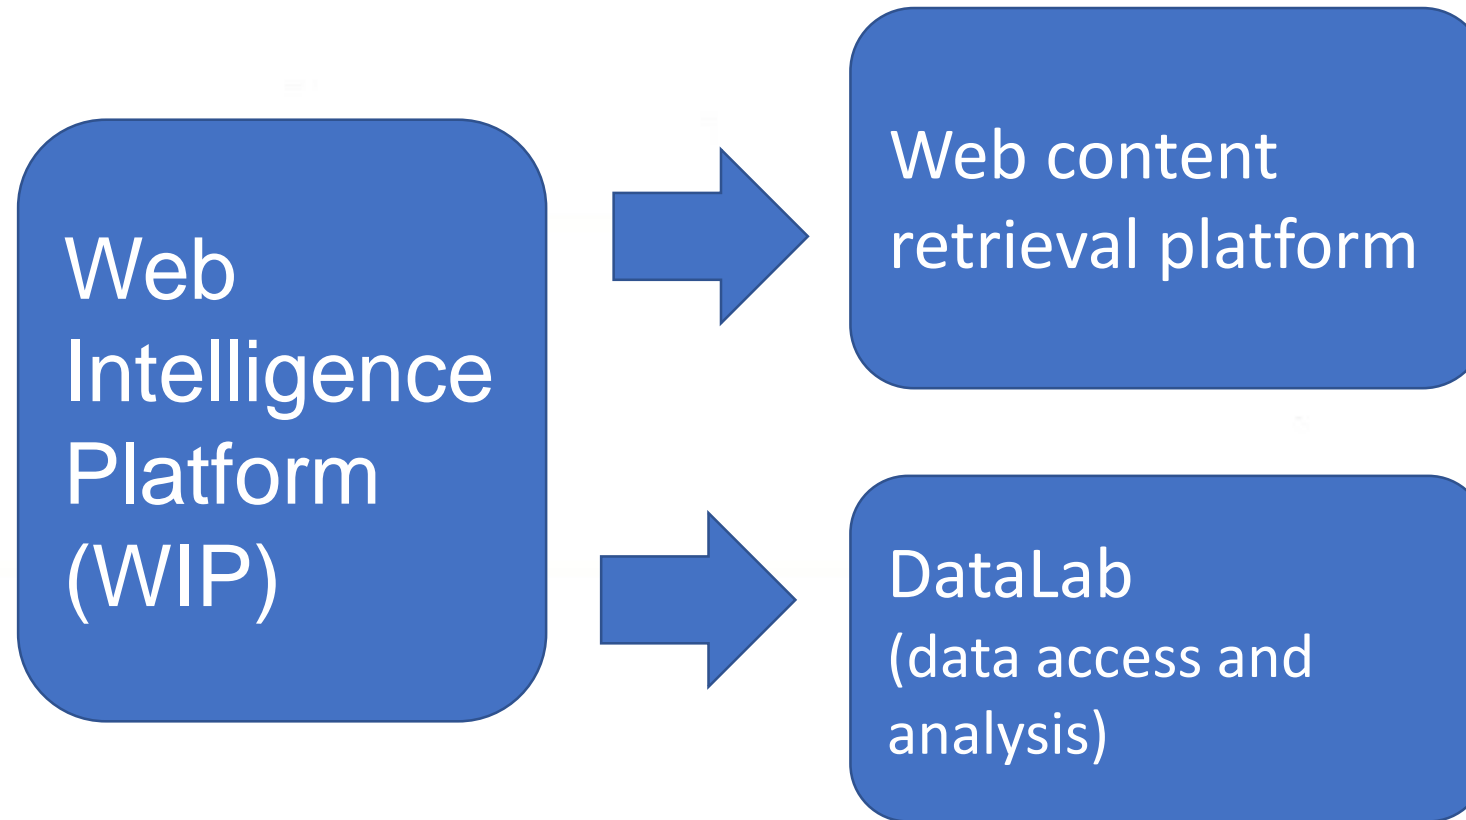 Web
Intelligence
Platform
(WIP)
Web content
retrieval platform
DataLab
(data access and
analysis)